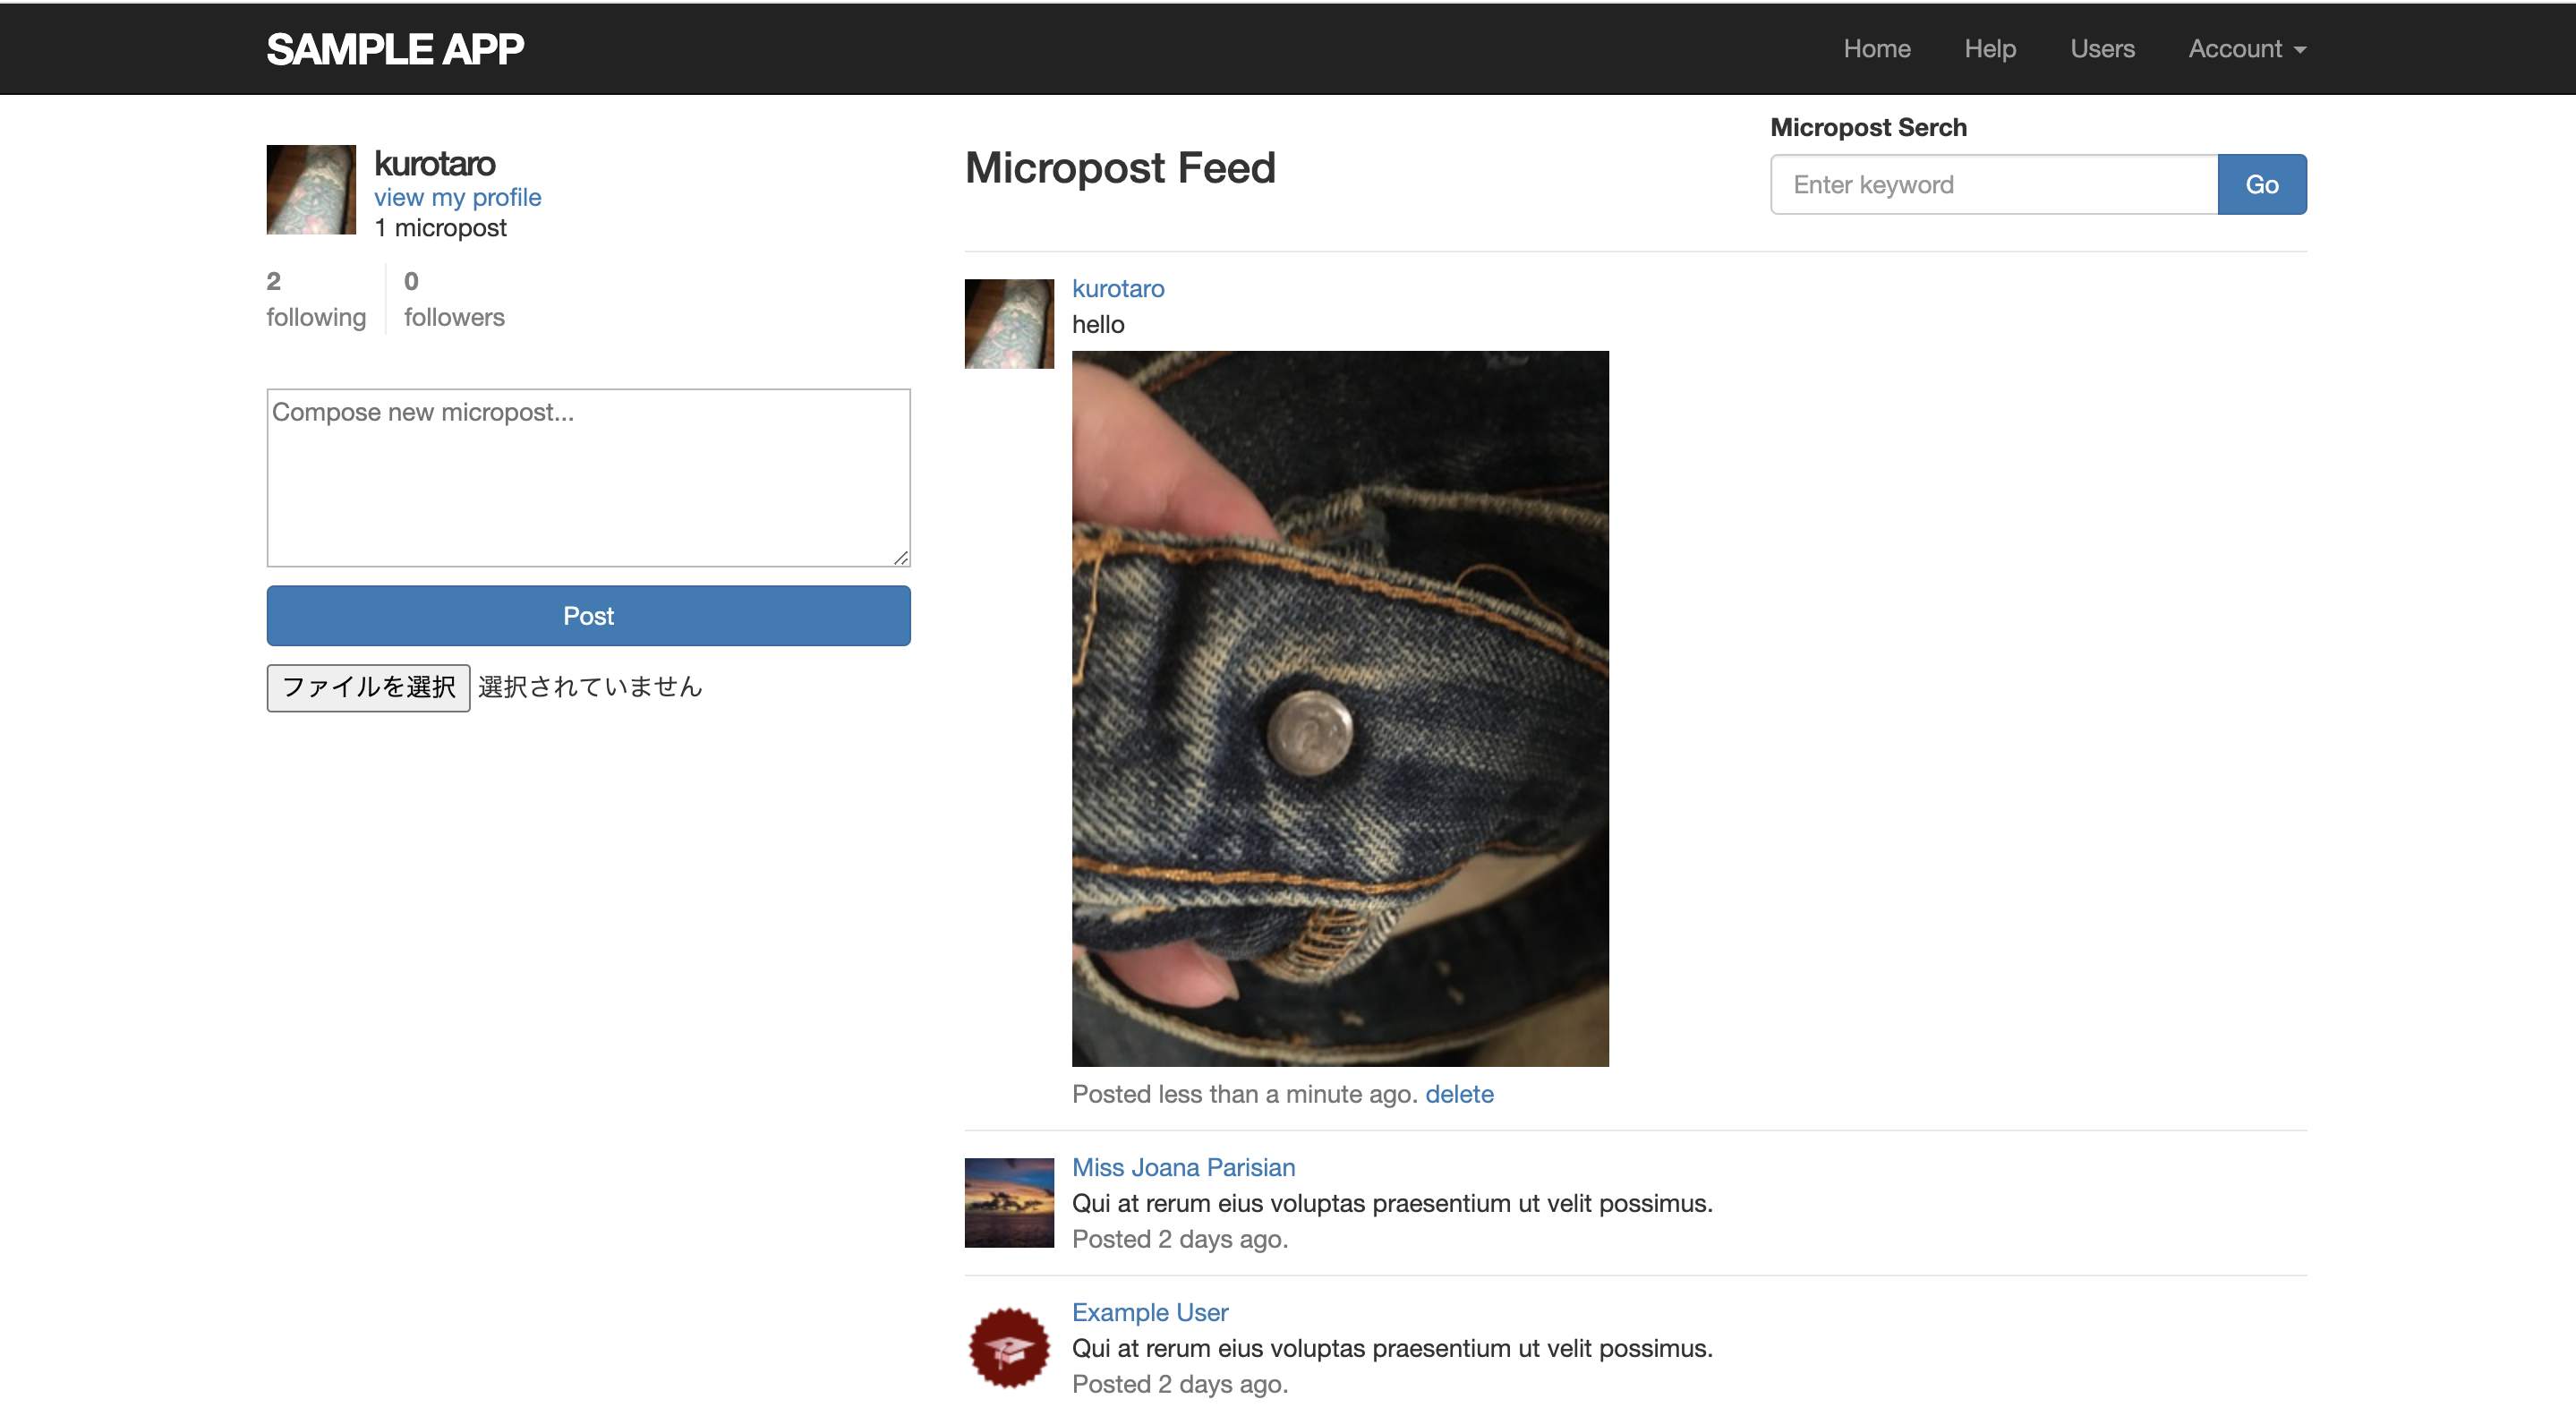 SAMPLE APP
Home Help Users Account
kurotaro
view my profile
1 micropost
2 following
0 followers
Compose new micropost...
Post
ファイルを選択 選択されていません
Micropost Feed
Micropost Serch
Enter keyword
Go
kurotaro
hello
Posted less than a minute ago. delete
Miss Joana Parisian
Qui at rerum eius voluptas praesentium ut velit possimus.
Posted 2 days ago.
Example User
Qui at rerum eius voluptas praesentium ut velit possimus.
Posted 2 days ago.